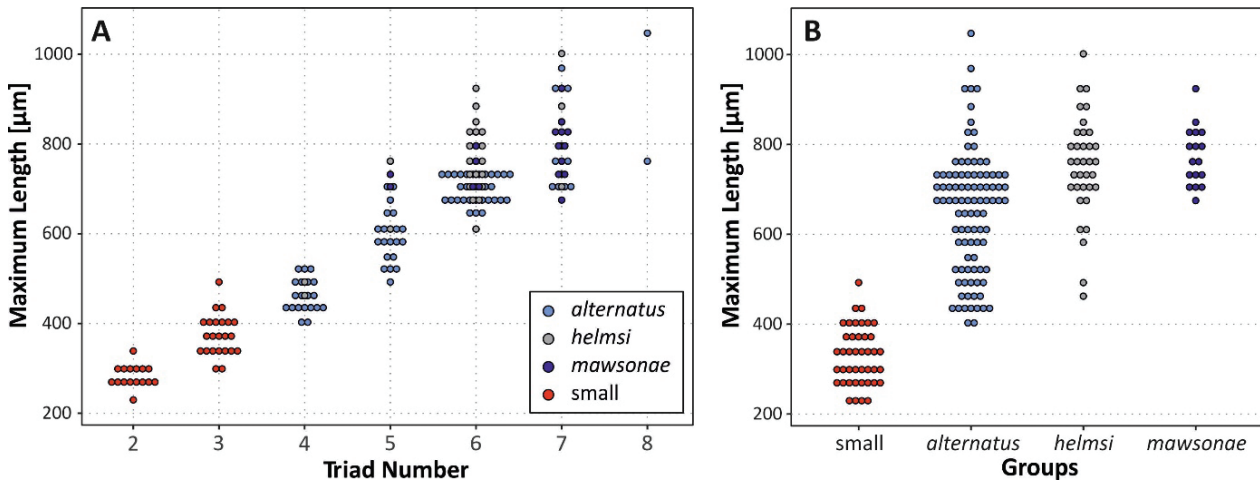 A
Maximum Length [µm]
1000
800
600
400
200
2 3 4 5 6 7 8
Triad Number
alternatus
helmsi
mawsonae
small
B
Maximum Length [µm]
1000
800
600
400
200
small alternatus helmsi mawsonae
Groups